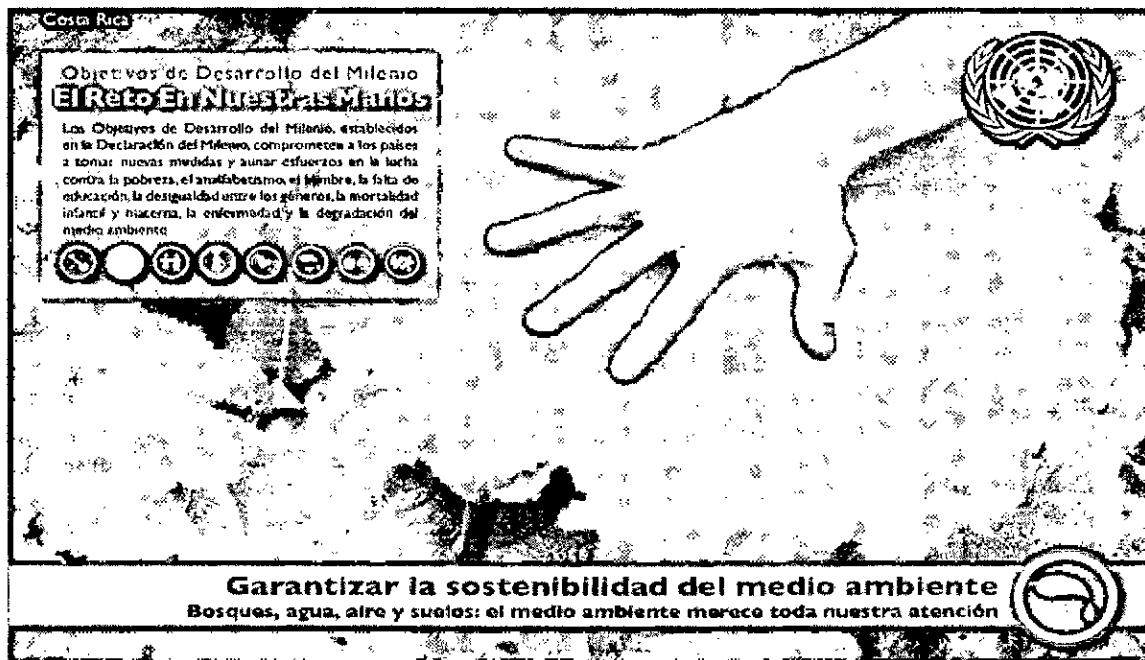 Costa Rica
Objetivos de Desarrollo del Milenio
El Reto En Nuestras Manos
Los Objetivos de Desarrollo del Milenio, establecidos
en la Declaración del Milenio, comprometen a los países
a tomar nuevas medidas y aunar esfuerzos en la lucha
contra la pobreza, el analfabetismo, el hambre, la falta de
educación, la desigualdad entre los géneros, la mortalidad
infantil y materna, la enfermedad y la degradación del
medio ambiente
Garantizar la sostenibilidad del medio ambiente
Bosques, agua, aire y suelos: el medio ambiente merece toda nuestra atención